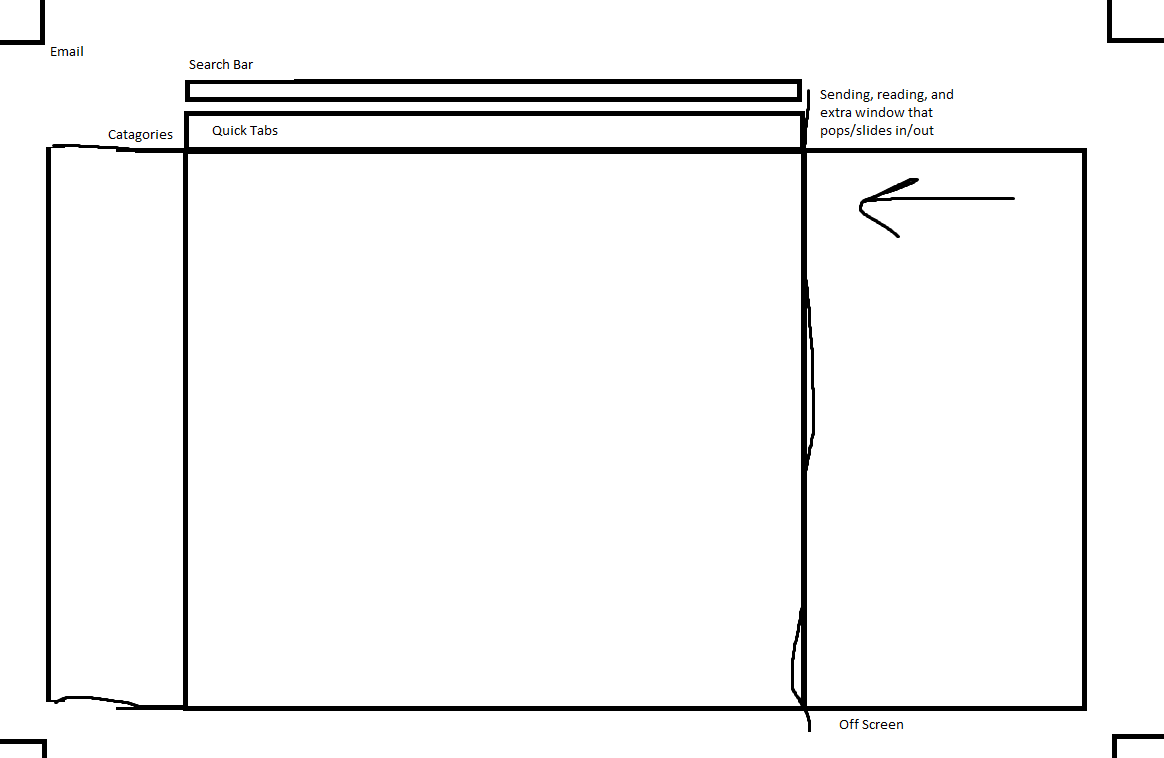 Email
Search Bar
Sending, reading, and
extra window that
pops/slides in/out
Catagories
Quick Tabs
Off Screen